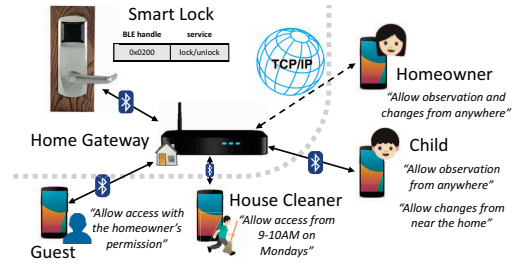 Smart Lock
BLE handle service
0x0200 lock/unlock
TCP/IP
Homeowner
“Allow observation and
changes from anywhere”
Home Gateway
Child
“Allow observation
from anywhere”
“Allow changes from
near the home”
House Cleaner
“Allow access from
9-10AM on
Mondays”
“Allow access with
the homeowner’s
permission”
Guest